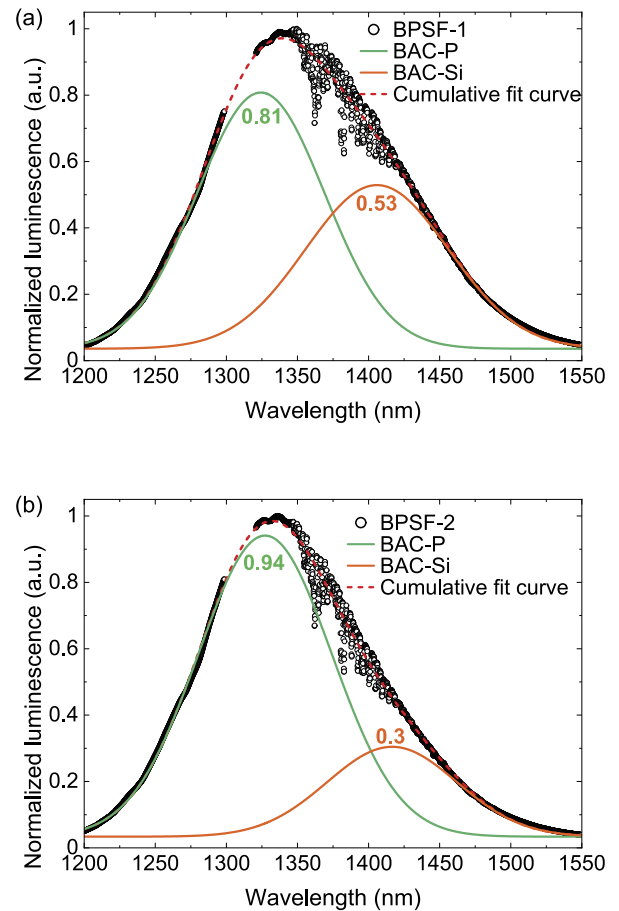 (a)
BPSF-1
BAC-P
BAC-Si
Cumulative fit curve
0.81
0.53
1
0.8
0.6
0.4
0.2
0
Normalized luminescence (a.u.)
1200 1250 1300 1350 1400 1450 1500 1550
Wavelength (nm)
(b)
BPSF-2
BAC-P
BAC-Si
Cumulative fit curve
0.94
0.3
1
0.8
0.6
0.4
0.2
0
Normalized luminescence (a.u.)
1200 1250 1300 1350 1400 1450 1500 1550
Wavelength (nm)